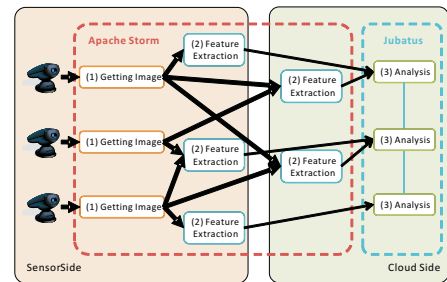 Apache Storm
Jubatus
(2) Feature
Extraction
(1) Getting Image
(2) Feature
Extraction
(3) Analysis
(1) Getting Image
(2) Feature
Extraction
(2) Feature
Extraction
(3) Analysis
(1) Getting Image
(2) Feature
Extraction
(3) Analysis
SensorSide
Cloud Side